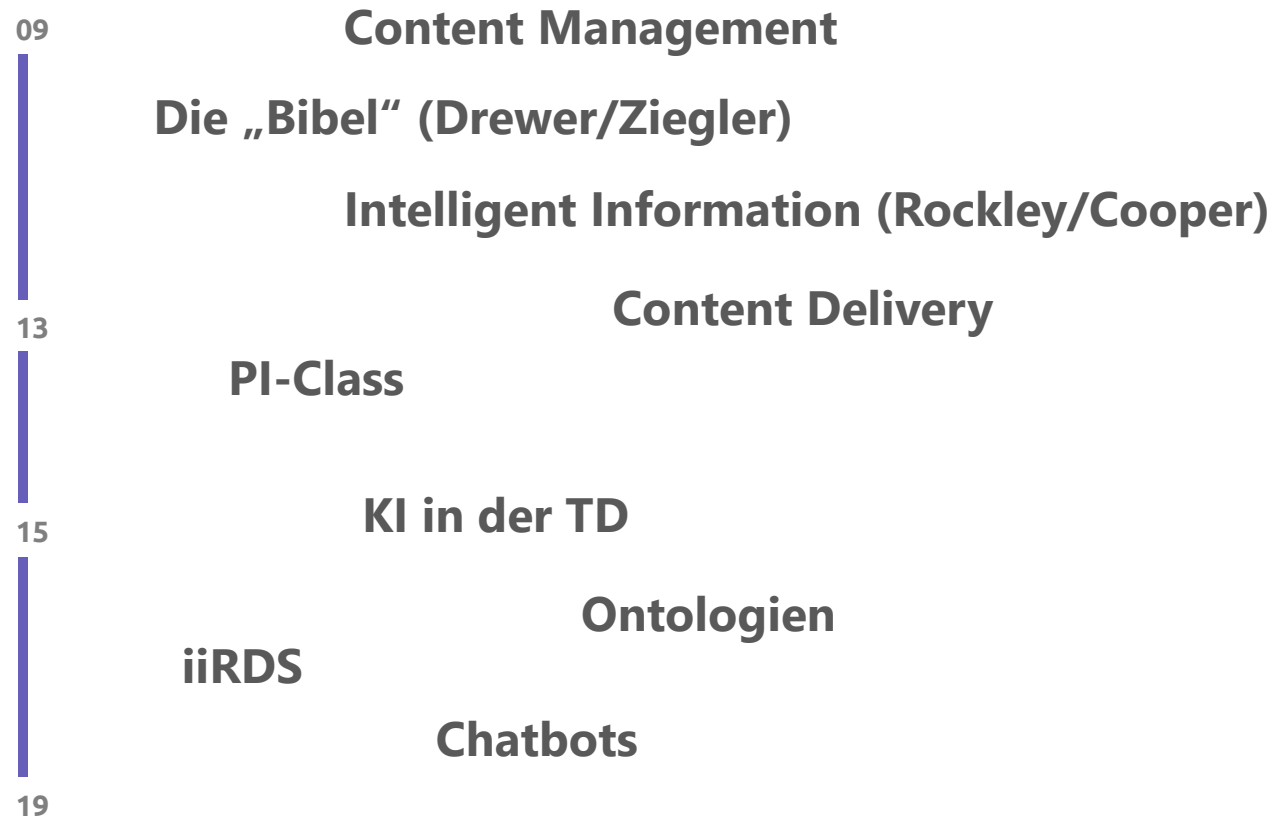 09
Content Management
Die „Bibel“ (Drewer/Ziegler)
Intelligent Information (Rockley/Cooper)
Content Delivery
13
PI-Class
KI in der TD
15
Ontologien
iiRDS
Chatbots
19